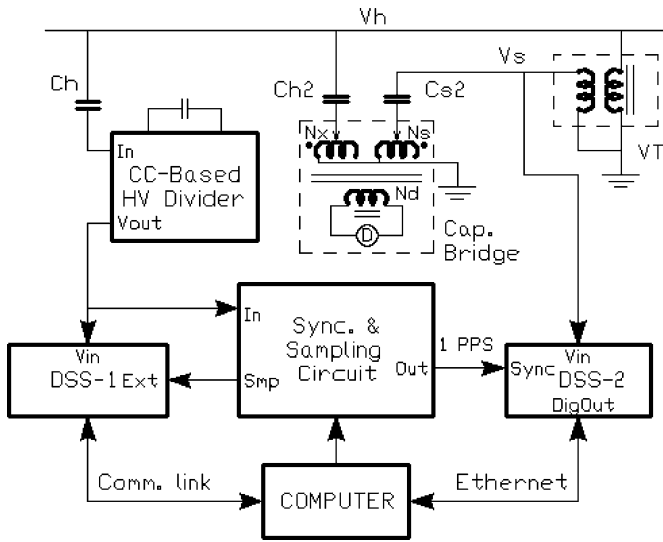 Vh
Ch
Ch2
Cs2
Vs
VT
In
CC-Based
HV Divider
Vout
Nx
Ns
Nd
D
Cap.
Bridge
In
Sync. &
Sampling
Circuit
Smp
Out
1 PPS
Vin
DSS-1 Ext
Vin
Sync DSS-2
DigOut
Comm. link
COMPUTER
Ethernet